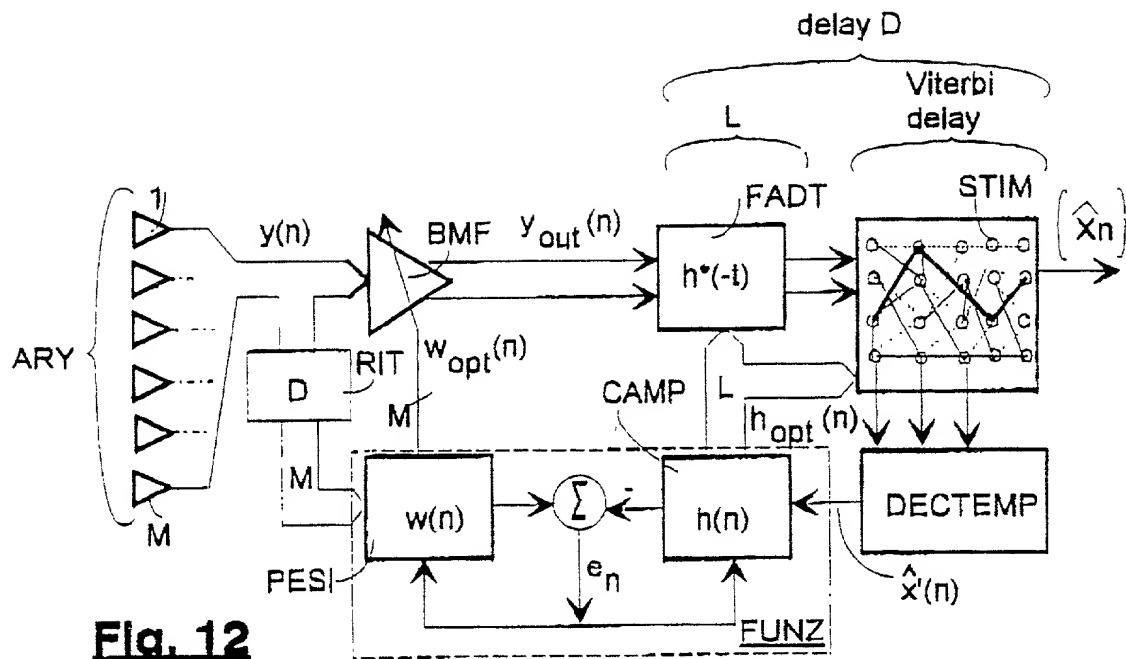 delay D
Viterbi
delay
L
FADT
STIM
[x̂n]
1
y(n)
BMF
y_out(n)
h*(-t)
ARY
RIT
D
w_opt(n)
M
CAMP
L
h_opt(n)
M
M
w(n)
Σ
-
h(n)
DECTEMP
PESI
e_n
x̂'(n)
FUNZ
Fig. 12